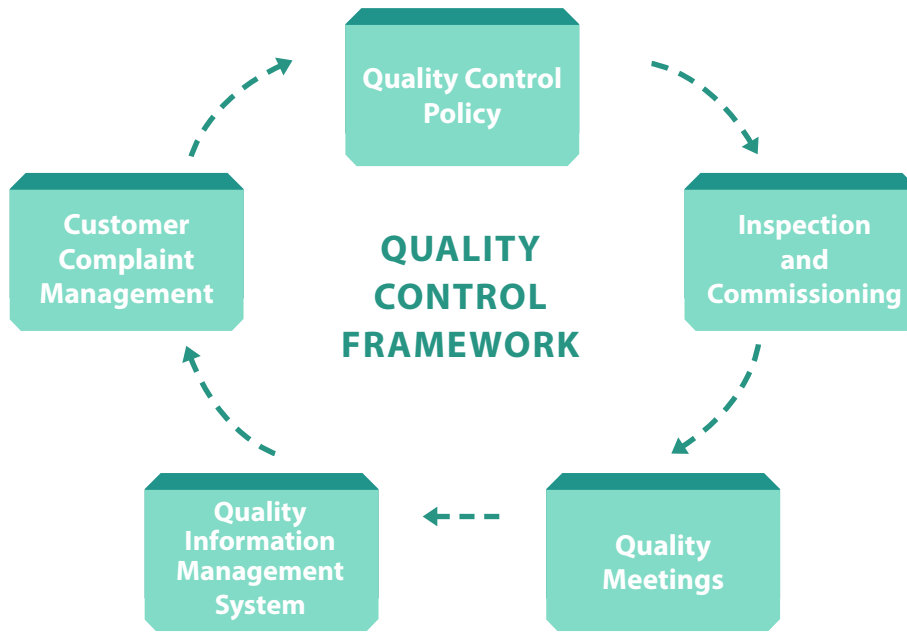 Quality Control
Policy
Customer
Complaint
Management
QUALITY
CONTROL
FRAMEWORK
Inspection
and
Commissioning
Quality
Information
Management
System
Quality
Meetings